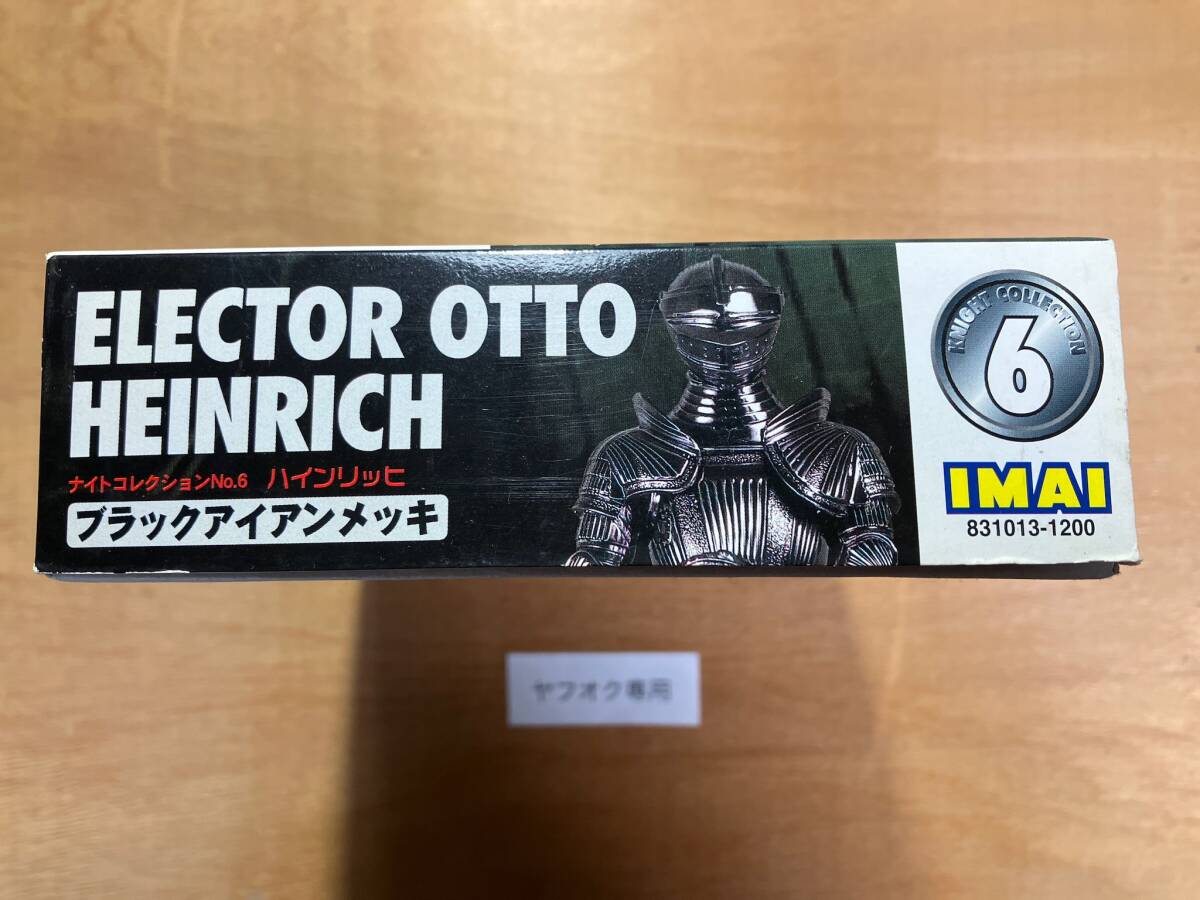 ELECTOR OTTO
HEINRICH
ナイトコレクションNo.6 ハインリッヒ
ブラックアイアンメッキ
KNIGHT COLLECTION
6
IMAI
831013-1200
ヤフオク専用